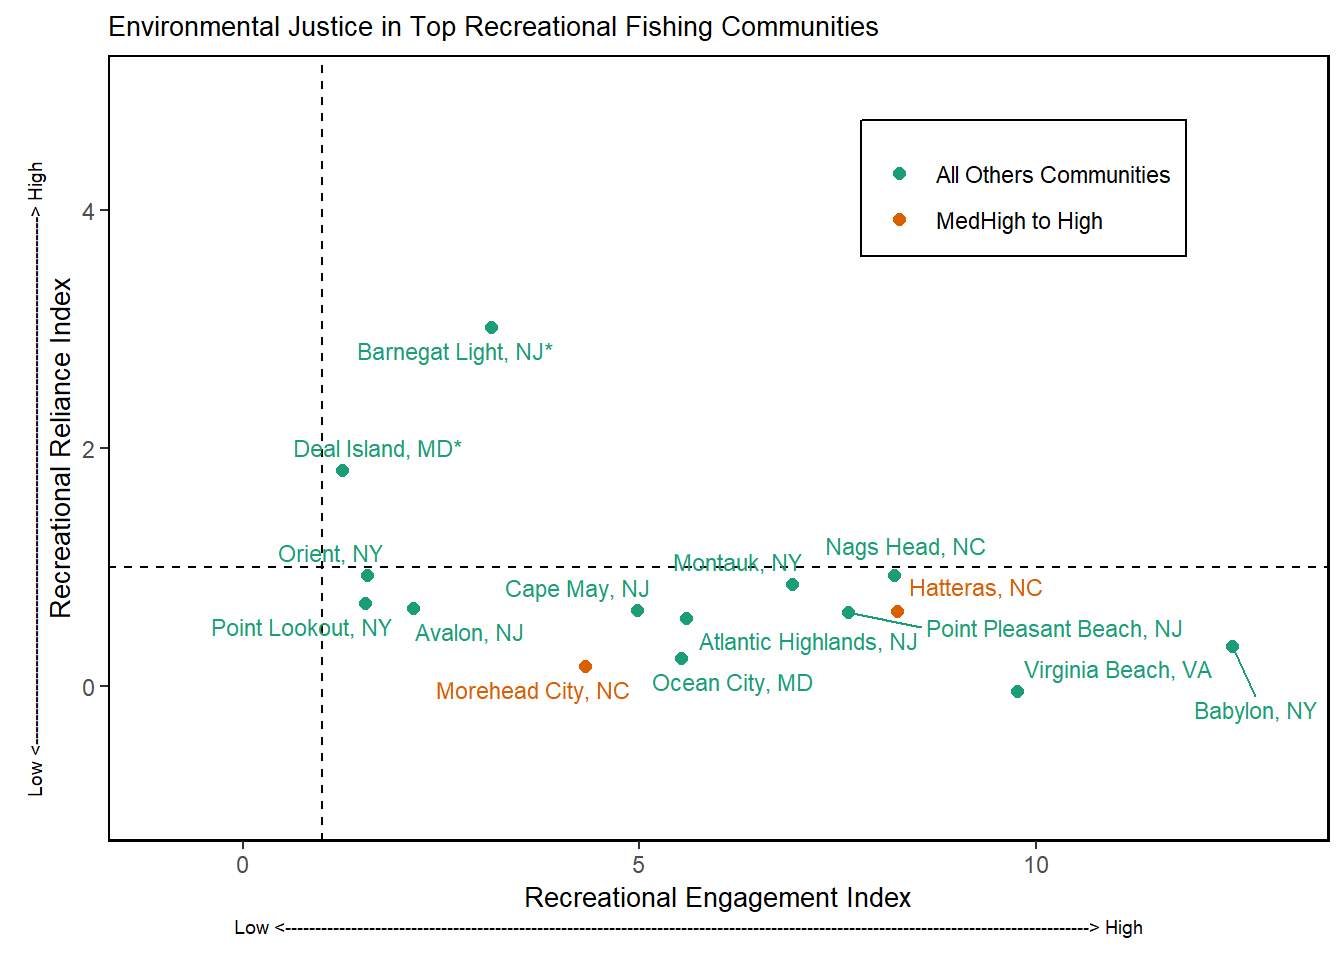 Environmental Justice in Top Recreational Fishing Communities
All Others Communities
MedHigh to High
4
2
0
Recreational Reliance Index
Low <--------------------------------------------------------------------------------------> High
Barnegat Light, NJ*
Deal Island, MD*
Orient, NY
Nags Head, NC
Montauk, NY
Cape May, NJ
Hatteras, NC
Point Lookout, NY
Avalon, NJ
Point Pleasant Beach, NJ
Atlantic Highlands, NJ
Virginia Beach, VA
Ocean City, MD
Morehead City, NC
Babylon, NY
0
5
10
Recreational Engagement Index
Low <--------------------------------------------------------------------------------------------------------------------------------------> High